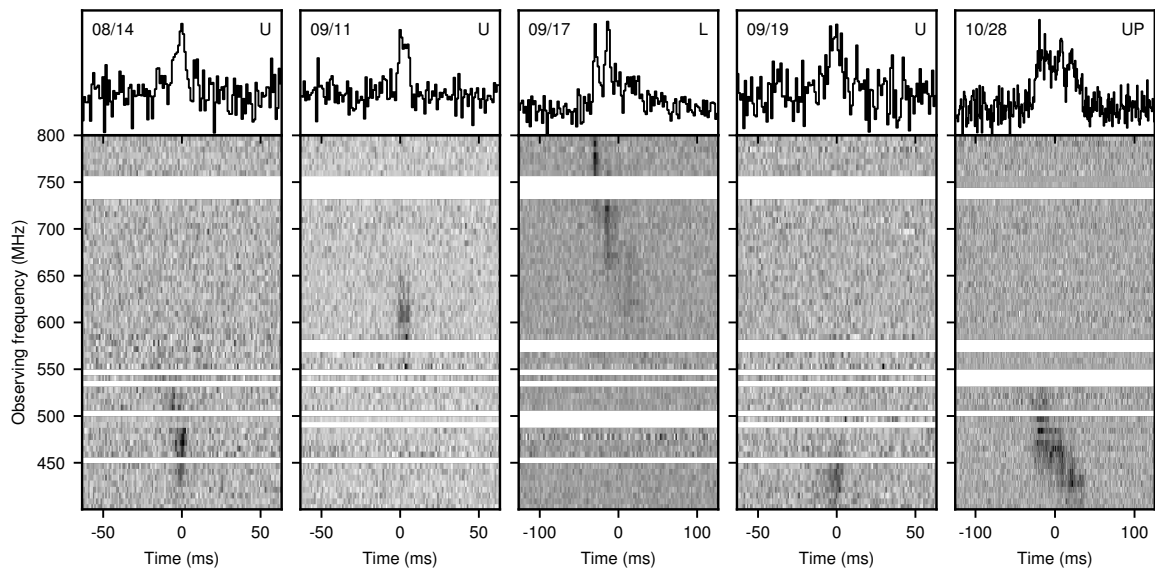 08/14 U
09/11 U
09/17 L
09/19 U
10/28 UP
800
750
700
650
600
550
500
450
Observing frequency (MHz)
-50 0 50
-50 0 50
-100 0 100
-50 0 50
-100 0 100
Time (ms)
Time (ms)
Time (ms)
Time (ms)
Time (ms)